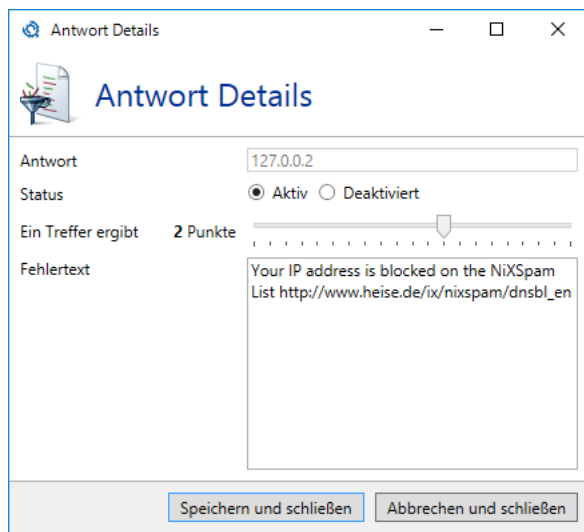 Antwort Details
Antwort Details
Antwort 127.0.0.2
Status Aktiv Deaktiviert
Ein Treffer ergibt 2 Punkte
Fehlertext
Your IP address is blocked on the NiXSpam
List http://www.heise.de/ix/nixspam/dnsbl_en
Speichern und schließen Abbrechen und schließen